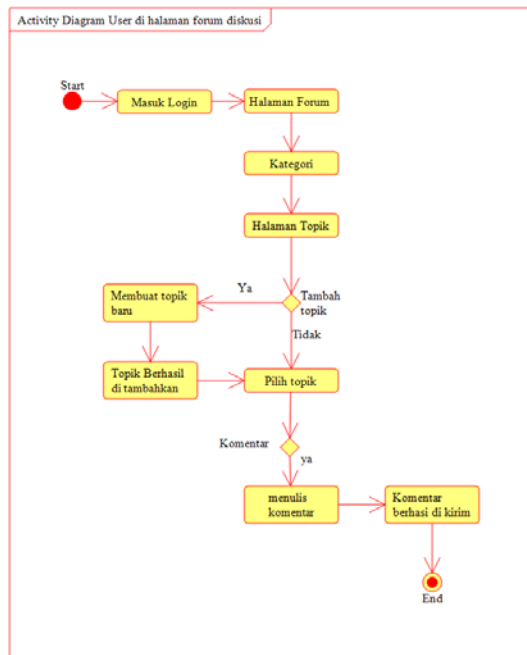 Activity Diagram User di halaman forum diskusi
Start
Masuk Login
Halaman Forum
Kategori
Halaman Topik
Ya
Tambah
topik
Membuat topik
baru
Tidak
Topik Berhasil
di tambahkan
Pilih topik
Komentar
ya
menulis
komentar
Komentar
berhasi di kirim
End